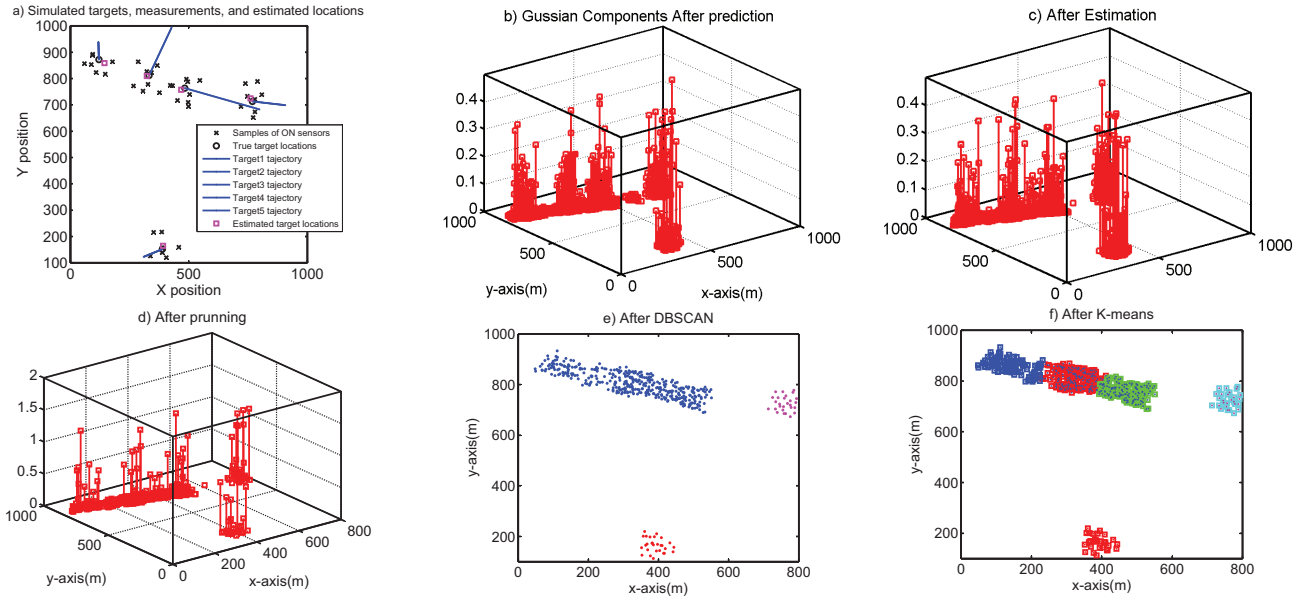 a) Simulated targets, measurements, and estimated locations
1000
900
800
700
600
500
400
300
200
100
0
500
1000
Y position
X position
Samples of ON sensors
True target locations
Target1 tajectory
Target2 tajectory
Target3 tajectory
Target4 tajectory
Target5 tajectory
Estimated target locations
b) Gussian Components After prediction
0.4
0.3
0.2
0.1
0
1000
500
0
0
500
1000
y-axis(m)
x-axis(m)
c) After Estimation
0.4
0.3
0.2
0.1
0
1000
500
0
0
500
1000
y-axis(m)
x-axis(m)
d) After prunning
2
1.5
1
0.5
0
1000
500
0
0
200
400
600
800
y-axis(m)
x-axis(m)
e) After DBSCAN
1000
800
600
400
200
0
200
400
600
800
y-axis(m)
x-axis(m)
f) After K-means
1000
800
600
400
200
0
200
400
600
800
y-axis(m)
x-axis(m)